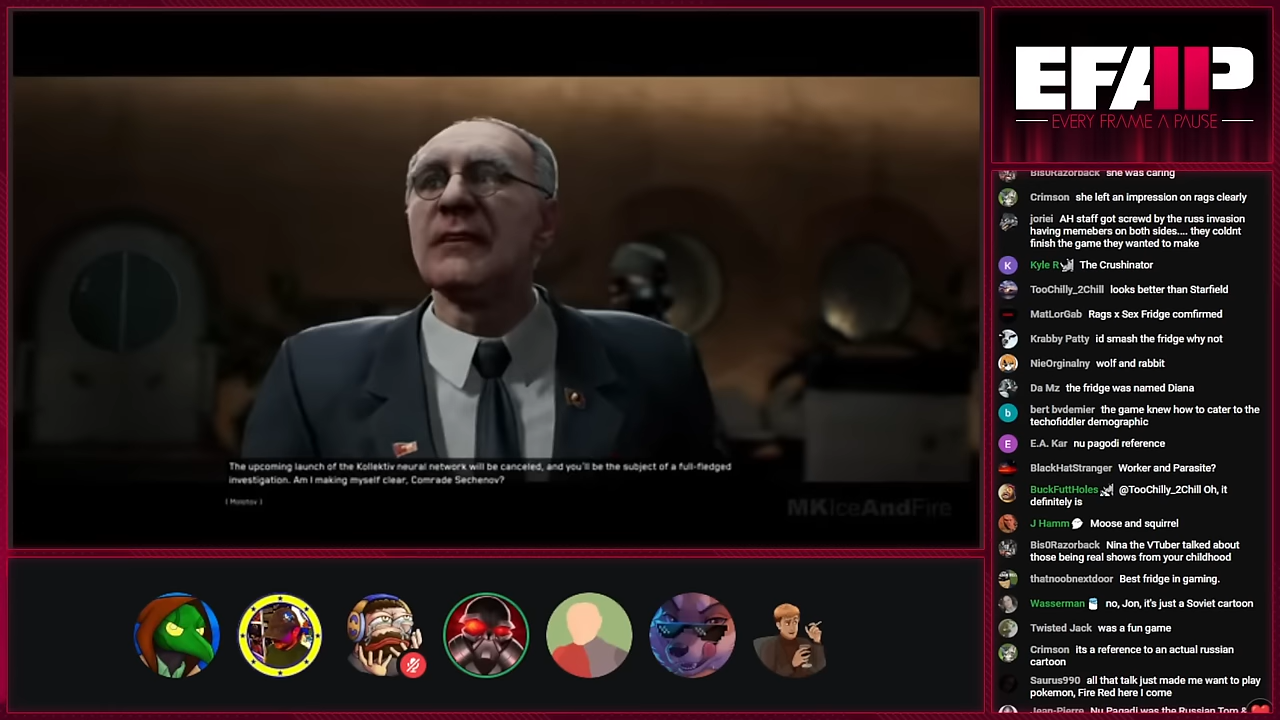 The upcoming launch of the Kollektiv neural network will be canceled, and you'll be the subject of a full-fledged
investigation. Am I making myself clear, Comrade Sechenov?
[ Molotov ]
MKIceAndFire
EFAP
EVERY FRAME A PAUSE
Bis0Razorback she was caring
Crimson she left an impression on rags clearly
joriei AH staff got screwd by the russ invasion
having memebers on both sides.... they coldnt
finish the game they wanted to make
K Kyle R The Crushinator
TooChilly_2Chill looks better than Starfield
MatLorGab Rags x Sex Fridge comfirmed
Krabby Patty id smash the fridge why not
NieOrginalny wolf and rabbit
Da Mz the fridge was named Diana
b bert bvdemier the game knew how to cater to the
techofiddler demographic
E E.A. Kar nu pagodi reference
BlackHatStranger Worker and Parasite?
BuckFuttHoles @TooChilly_2Chill Oh, it
definitely is
J Hamm Moose and squirrel
Bis0Razorback Nina the VTuber talked about
those being real shows from your childhood
thatnoobnextdoor Best fridge in gaming.
Wasserman no, Jon, it's just a Soviet cartoon
Twisted Jack was a fun game
Crimson its a reference to an actual russian
cartoon
Saurus990 all that talk just made me want to play
pokemon, Fire Red here I come
Jean-Pierre Nu Pagadi was the Russian Tom &